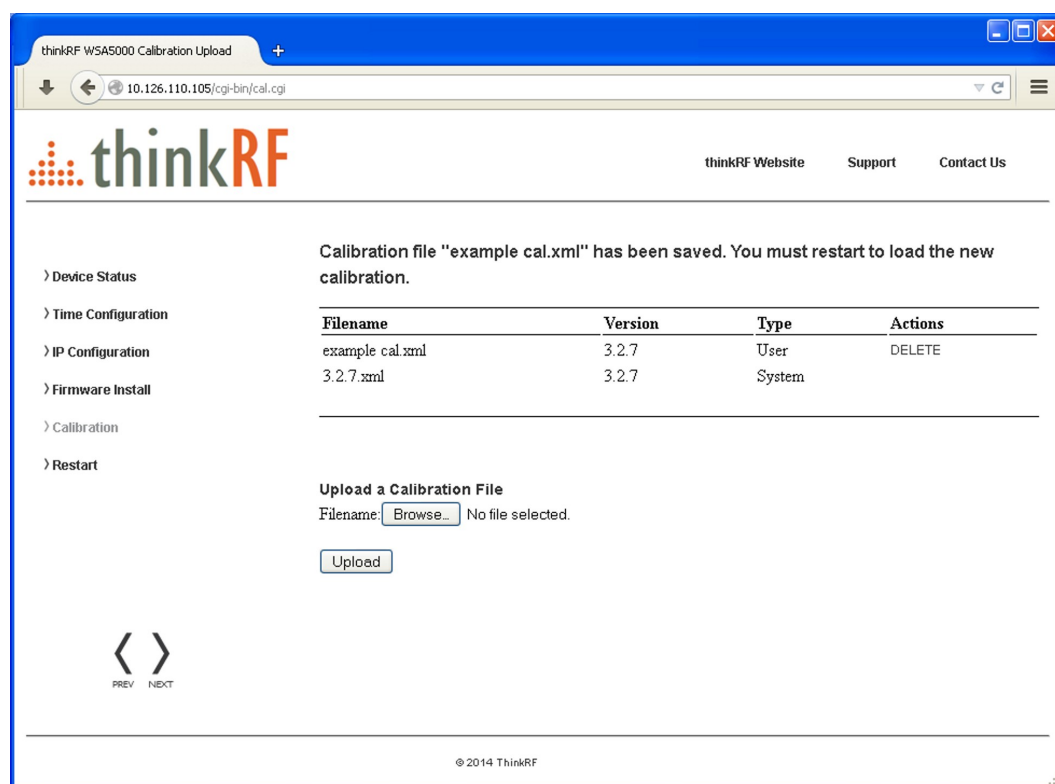 thinkRF WSA5000 Calibration Upload
10.126.110.105/cgi-bin/cal.cgi
thinkRF
thinkRF Website Support Contact Us
Device Status
Time Configuration
IP Configuration
Firmware Install
Calibration
Restart
Calibration file "example cal.xml" has been saved. You must restart to load the new
calibration.
Filename Version Type Actions
example cal.xml 3.2.7 User DELETE
3.2.7.xml 3.2.7 System
Upload a Calibration File
Filename: Browse... No file selected.
Upload
PREV NEXT
© 2014 ThinkRF